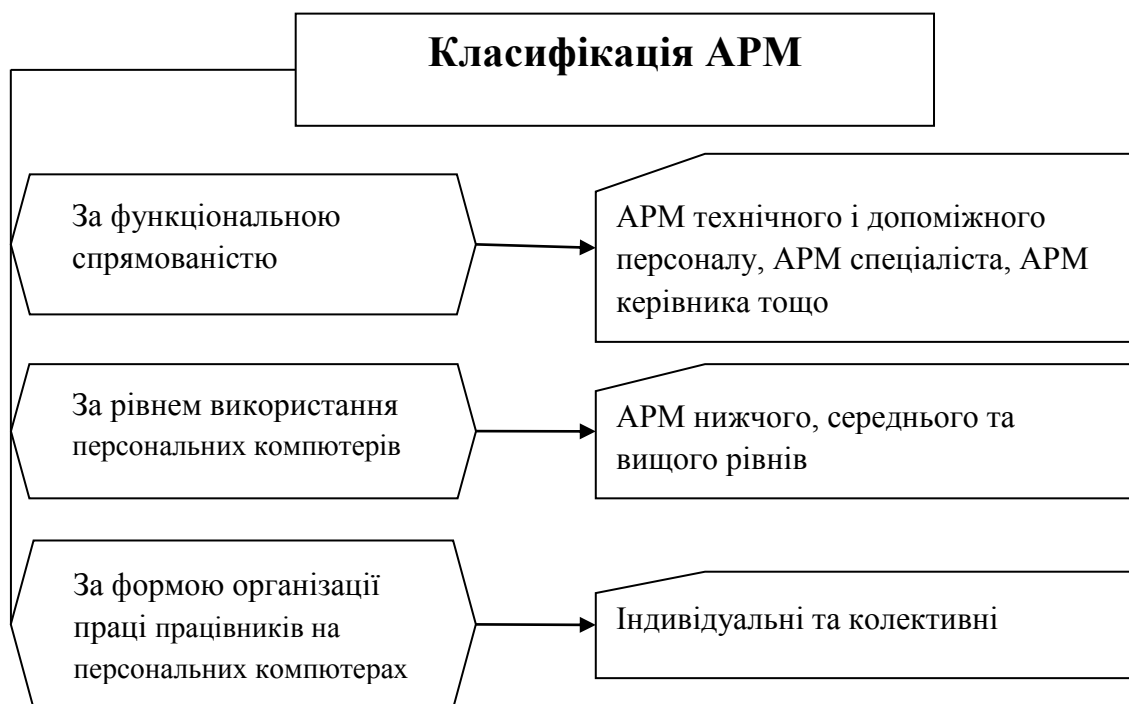 Класифікація АРМ
За функціональною
спрямованістю
АРМ технічного і допоміжного
персоналу, АРМ спеціаліста, АРМ
керівника тощо
За рівнем використання
персональних компютерів
АРМ нижчого, середнього та
вищого рівнів
За формою організації
праці працівників на
персональних компютерах
Індивідуальні та колективні